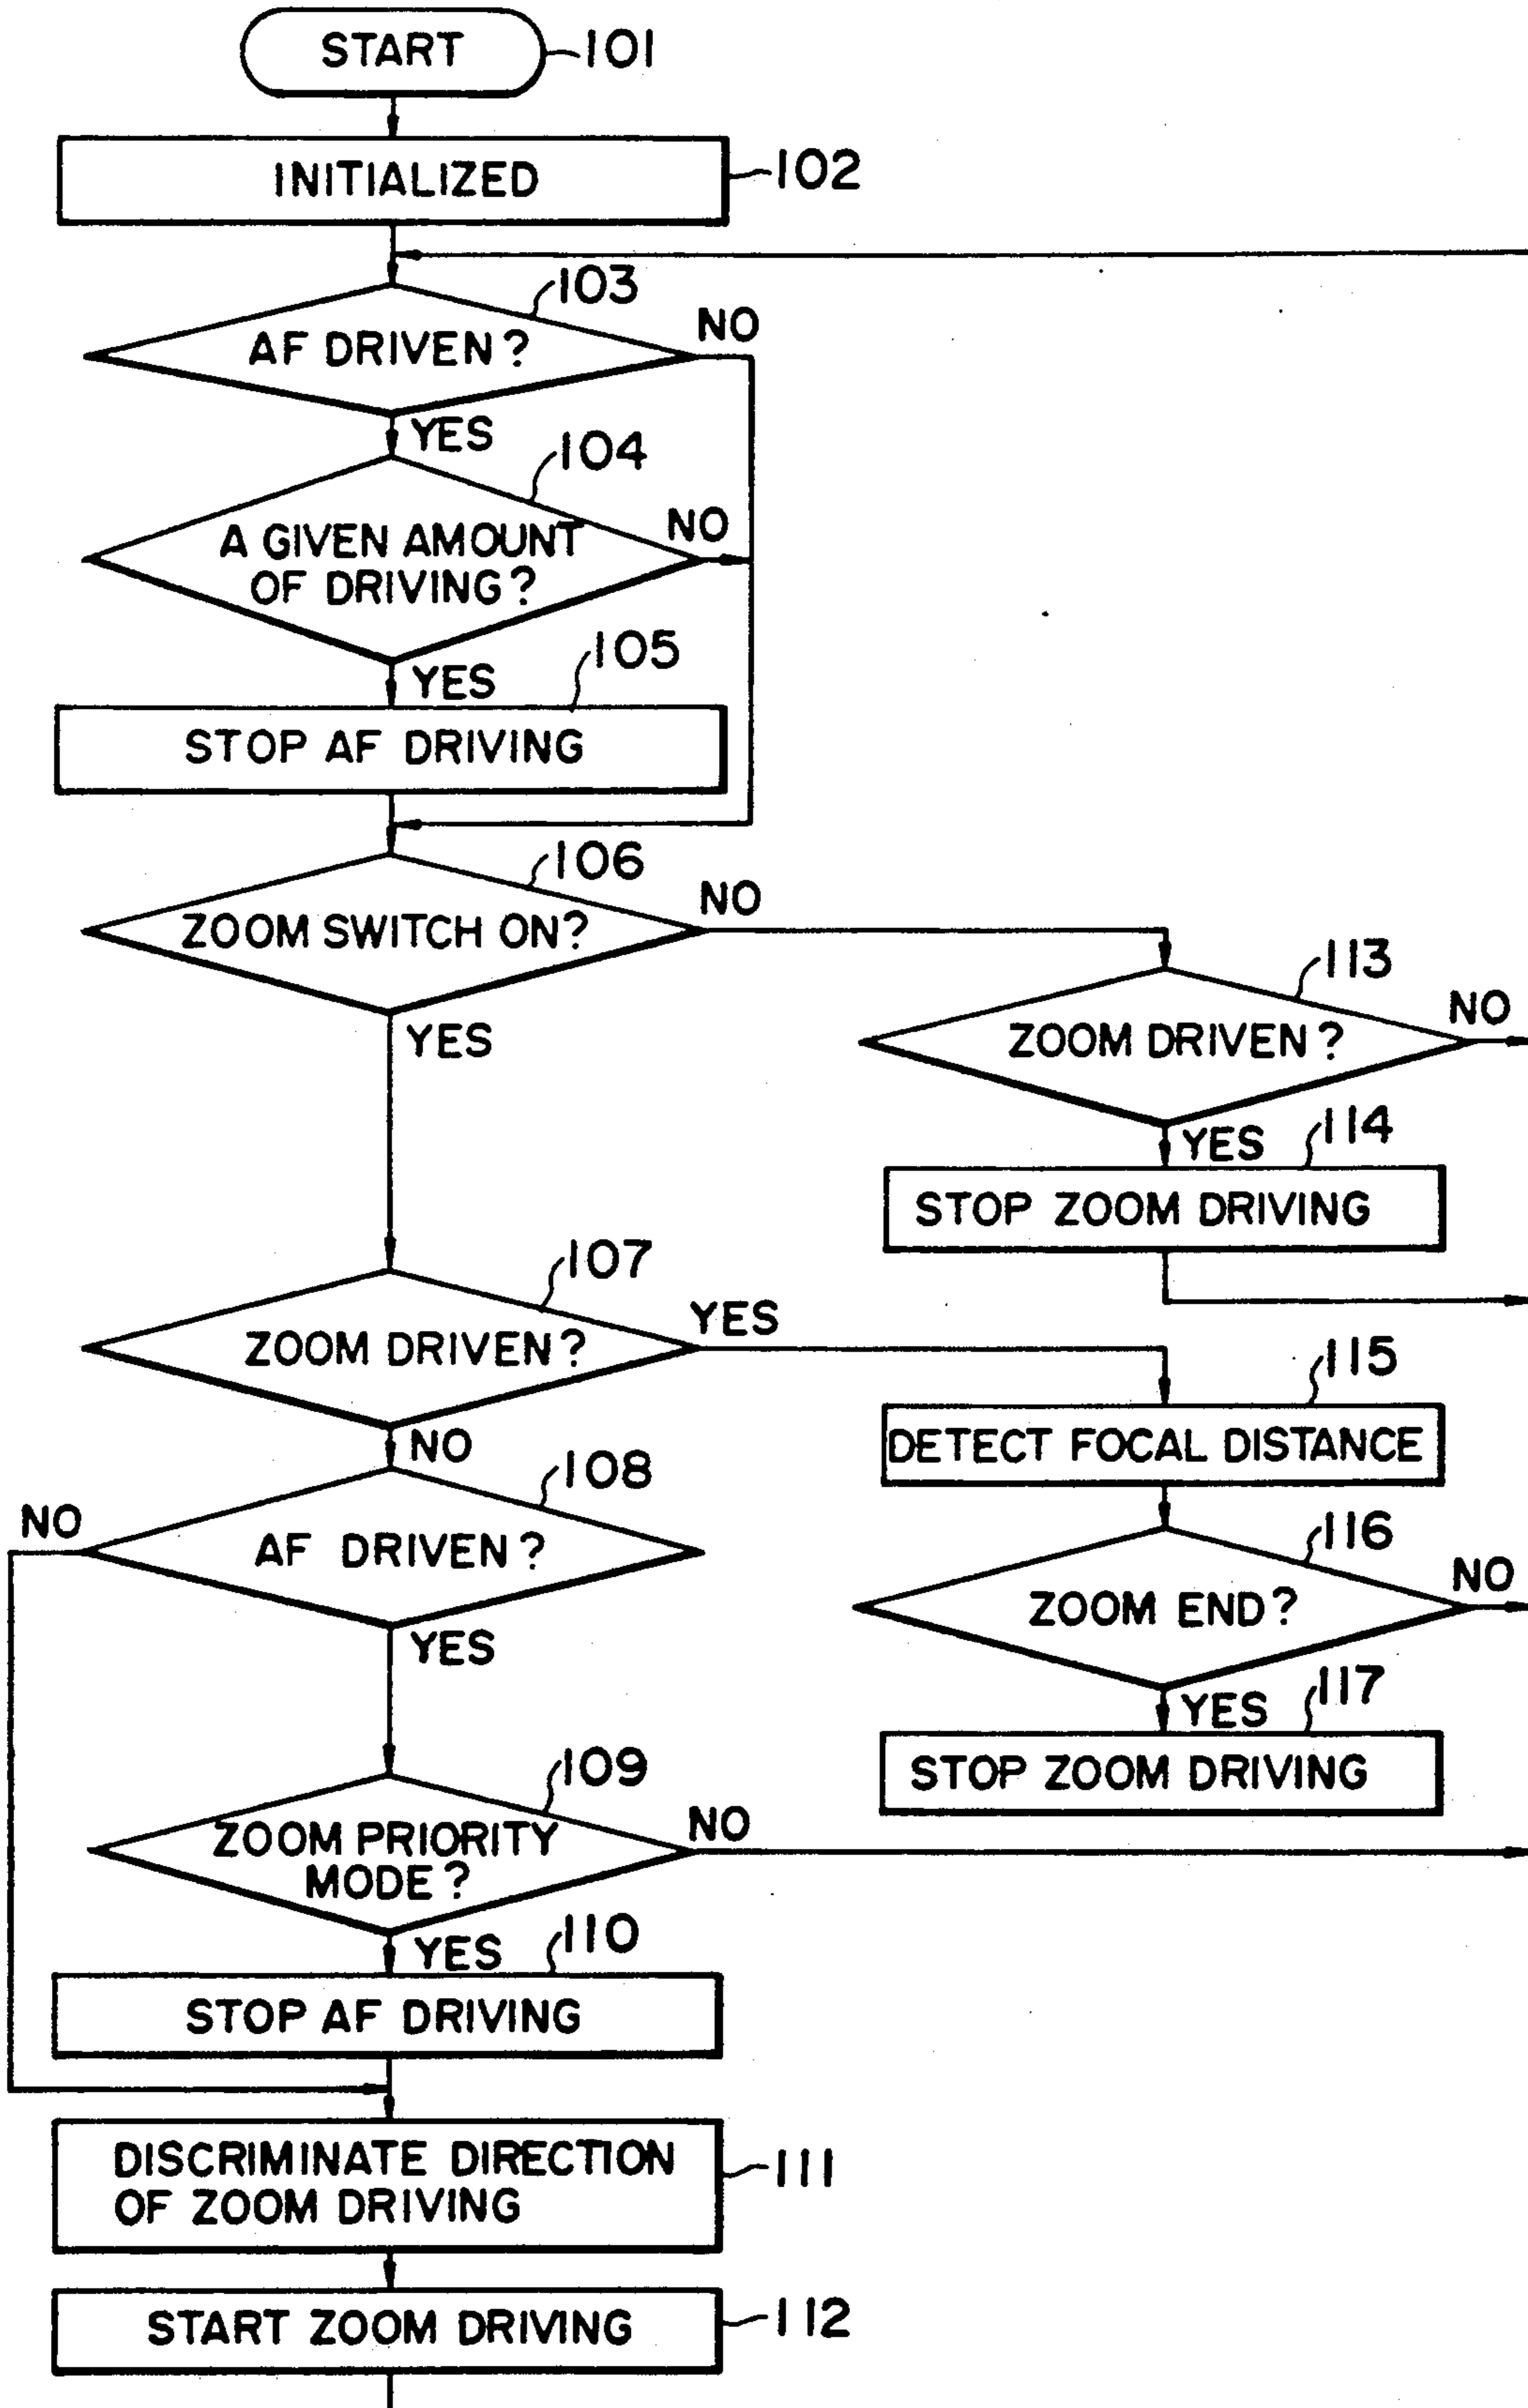 START
101
INITIALIZED
102
103
AF DRIVEN?
NO
YES
104
A GIVEN AMOUNT
OF DRIVING?
NO
YES
105
STOP AF DRIVING
106
ZOOM SWITCH ON?
NO
YES
113
ZOOM DRIVEN?
NO
YES
114
STOP ZOOM DRIVING
107
ZOOM DRIVEN?
YES
NO
115
DETECT FOCAL DISTANCE
108
AF DRIVEN?
NO
YES
116
ZOOM END?
NO
YES
117
STOP ZOOM DRIVING
109
ZOOM PRIORITY
MODE?
NO
YES
110
STOP AF DRIVING
DISCRIMINATE DIRECTION
OF ZOOM DRIVING
111
START ZOOM DRIVING
112